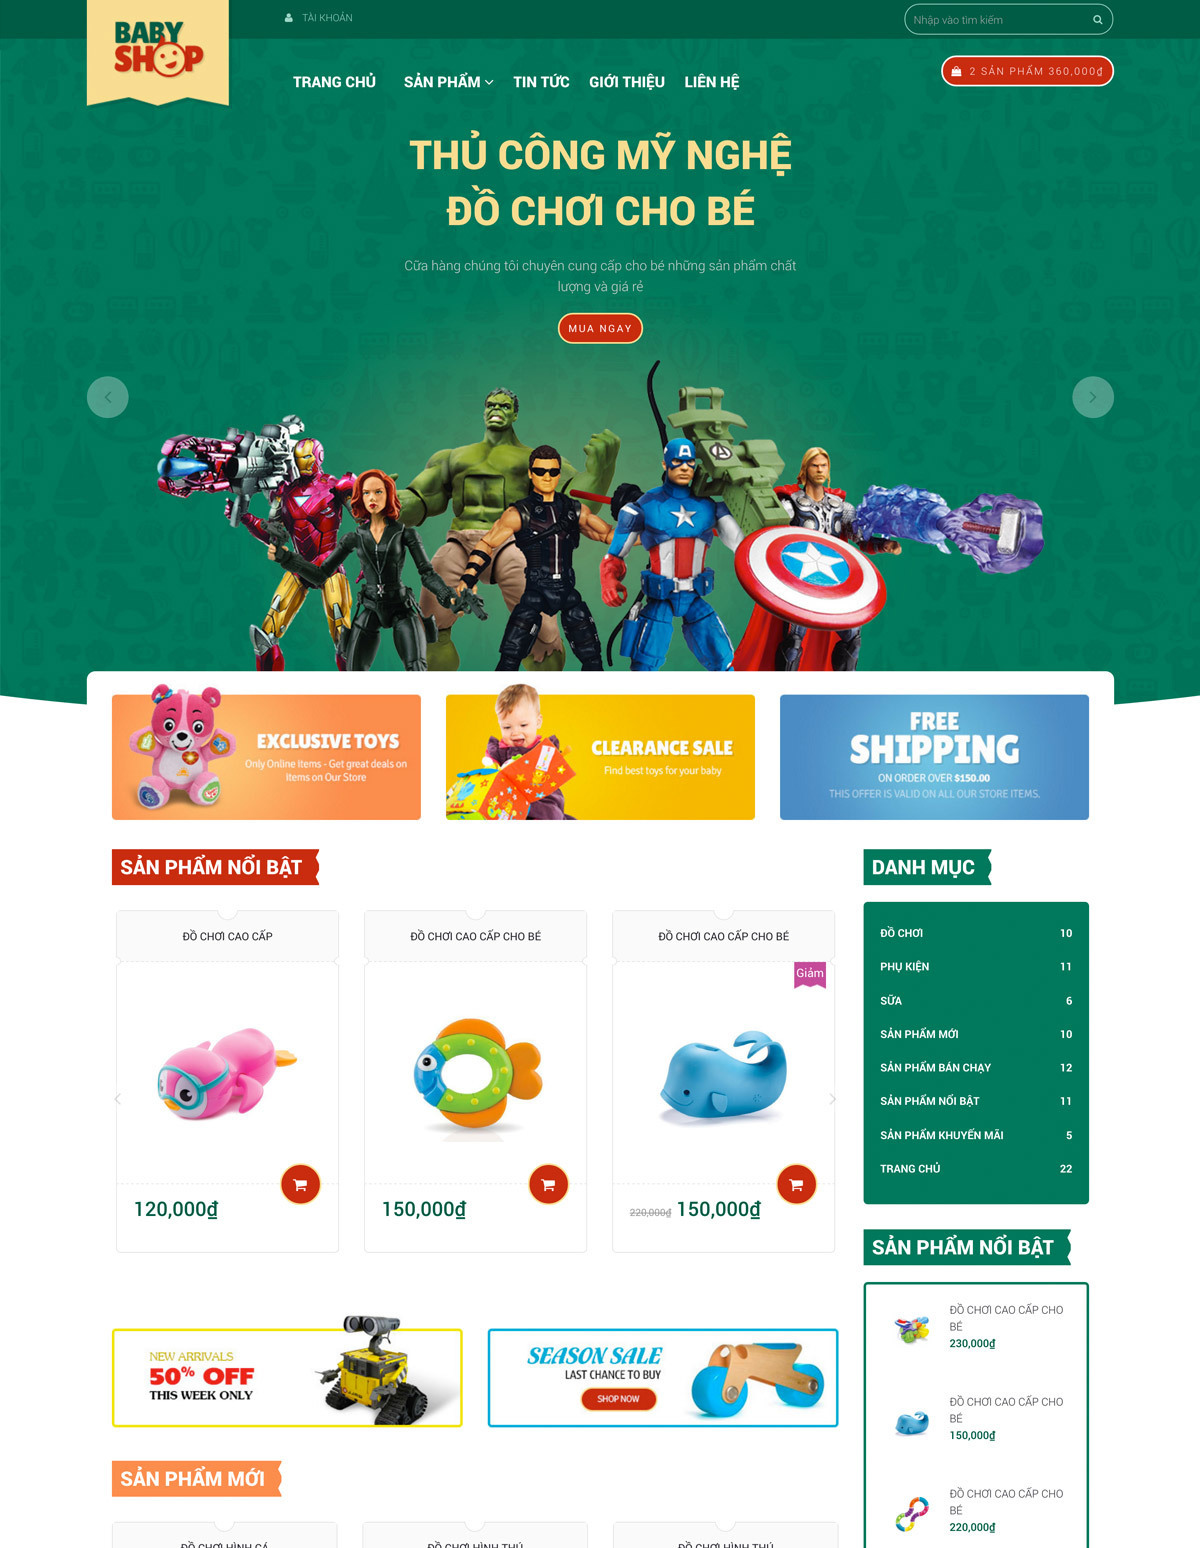 BABY
SHOP
TÀI KHOẢN
Nhập vào tìm kiếm
TRANG CHỦ
SẢN PHẨM
TIN TỨC
GIỚI THIỆU
LIÊN HỆ
2 SẢN PHẨM 360,000₫
THỦ CÔNG MỸ NGHỆ
ĐỒ CHƠI CHO BÉ
Cửa hàng chúng tôi chuyên cung cấp cho bé những sản phẩm chất
lượng và giá rẻ
MUA NGAY
EXCLUSIVE TOYS
Only Online Items - Get great deals on
Items on Our Store
CLEARANCE SALE
Find best toys for your baby
FREE
SHIPPING
ON ORDER OVER $150.00
THIS OFFER IS VALID ON ALL OUR STORE ITEMS.
SẢN PHẨM NỔI BẬT
ĐỒ CHƠI CAO CẤP
120,000₫
ĐỒ CHƠI CAO CẤP CHO BÉ
150,000₫
ĐỒ CHƠI CAO CẤP CHO BÉ
Giảm
220,000₫ 150,000₫
DANH MỤC
ĐỒ CHƠI 10
PHỤ KIỆN 11
SỮA 6
SẢN PHẨM MỚI 10
SẢN PHẨM BÁN CHẠY 12
SẢN PHẨM NỔI BẬT 11
SẢN PHẨM KHUYẾN MÃI 5
TRANG CHỦ 22
SẢN PHẨM NỔI BẬT
ĐỒ CHƠI CAO CẤP CHO
BÉ
230,000₫
ĐỒ CHƠI CAO CẤP CHO
BÉ
150,000₫
ĐỒ CHƠI CAO CẤP CHO
BÉ
220,000₫
NEW ARRIVALS
50% OFF
THIS WEEK ONLY
SEASON SALE
LAST CHANCE TO BUY
SHOP NOW
SẢN PHẨM MỚI
ĐỒ CHƠI HÌNH CÁ
ĐỒ CHƠI HÌNH THÚ
ĐỒ CHƠI HÌNH THÚ